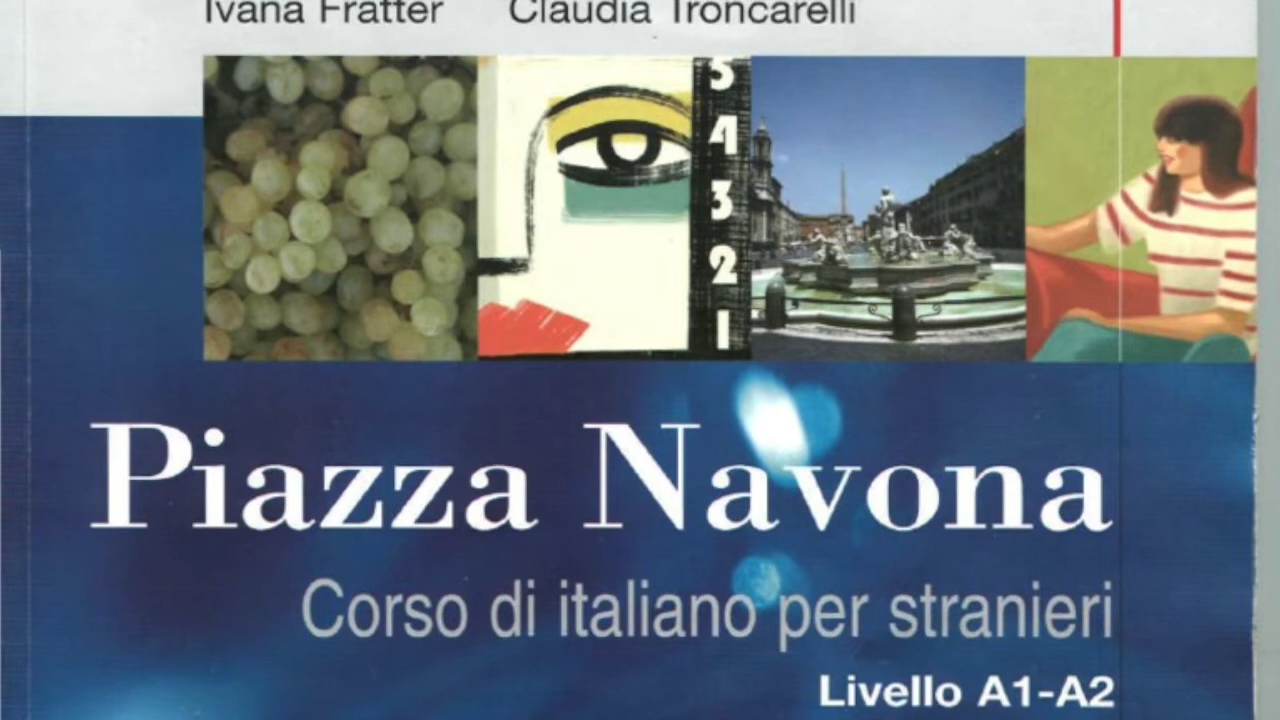 Ivana Fratter Claudia Troncarelli
5
4
3
2
1
Piazza Navona
Corso di italiano per stranieri
Livello A1-A2